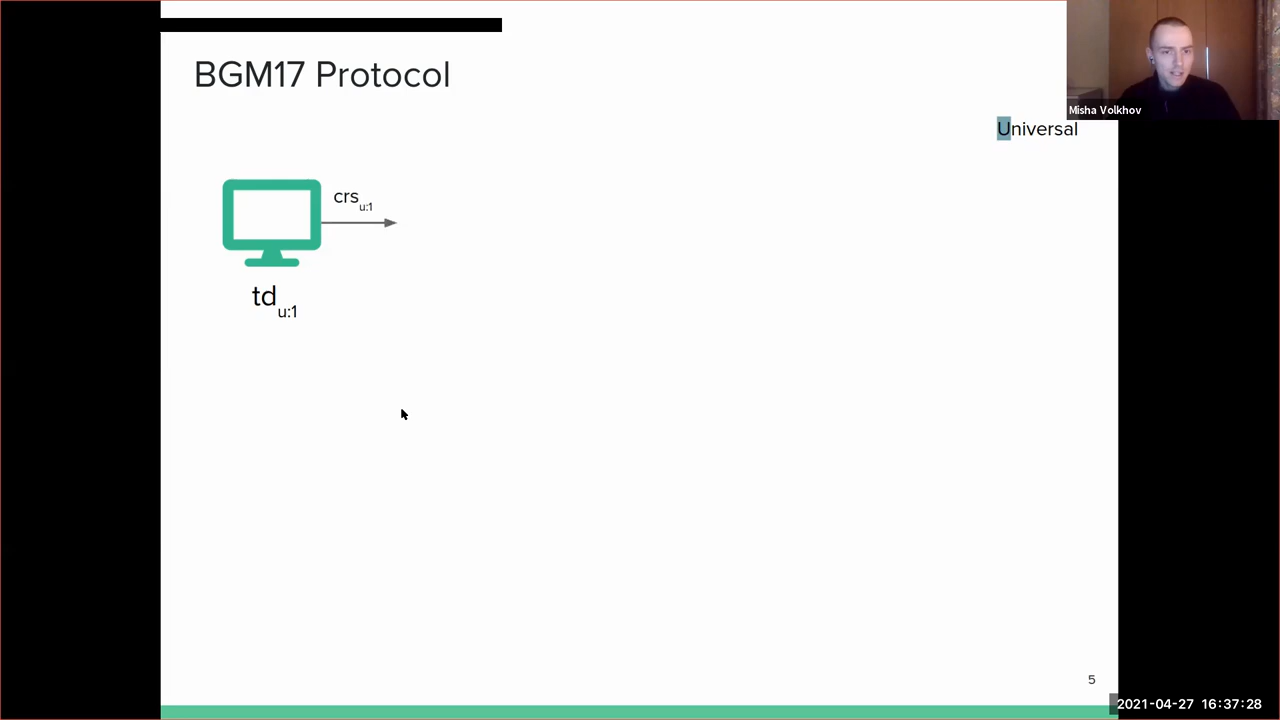 BGM17 Protocol
Misha Volkhov
Universal
crs u:1
td u:1
5
2021-04-27 16:37:28